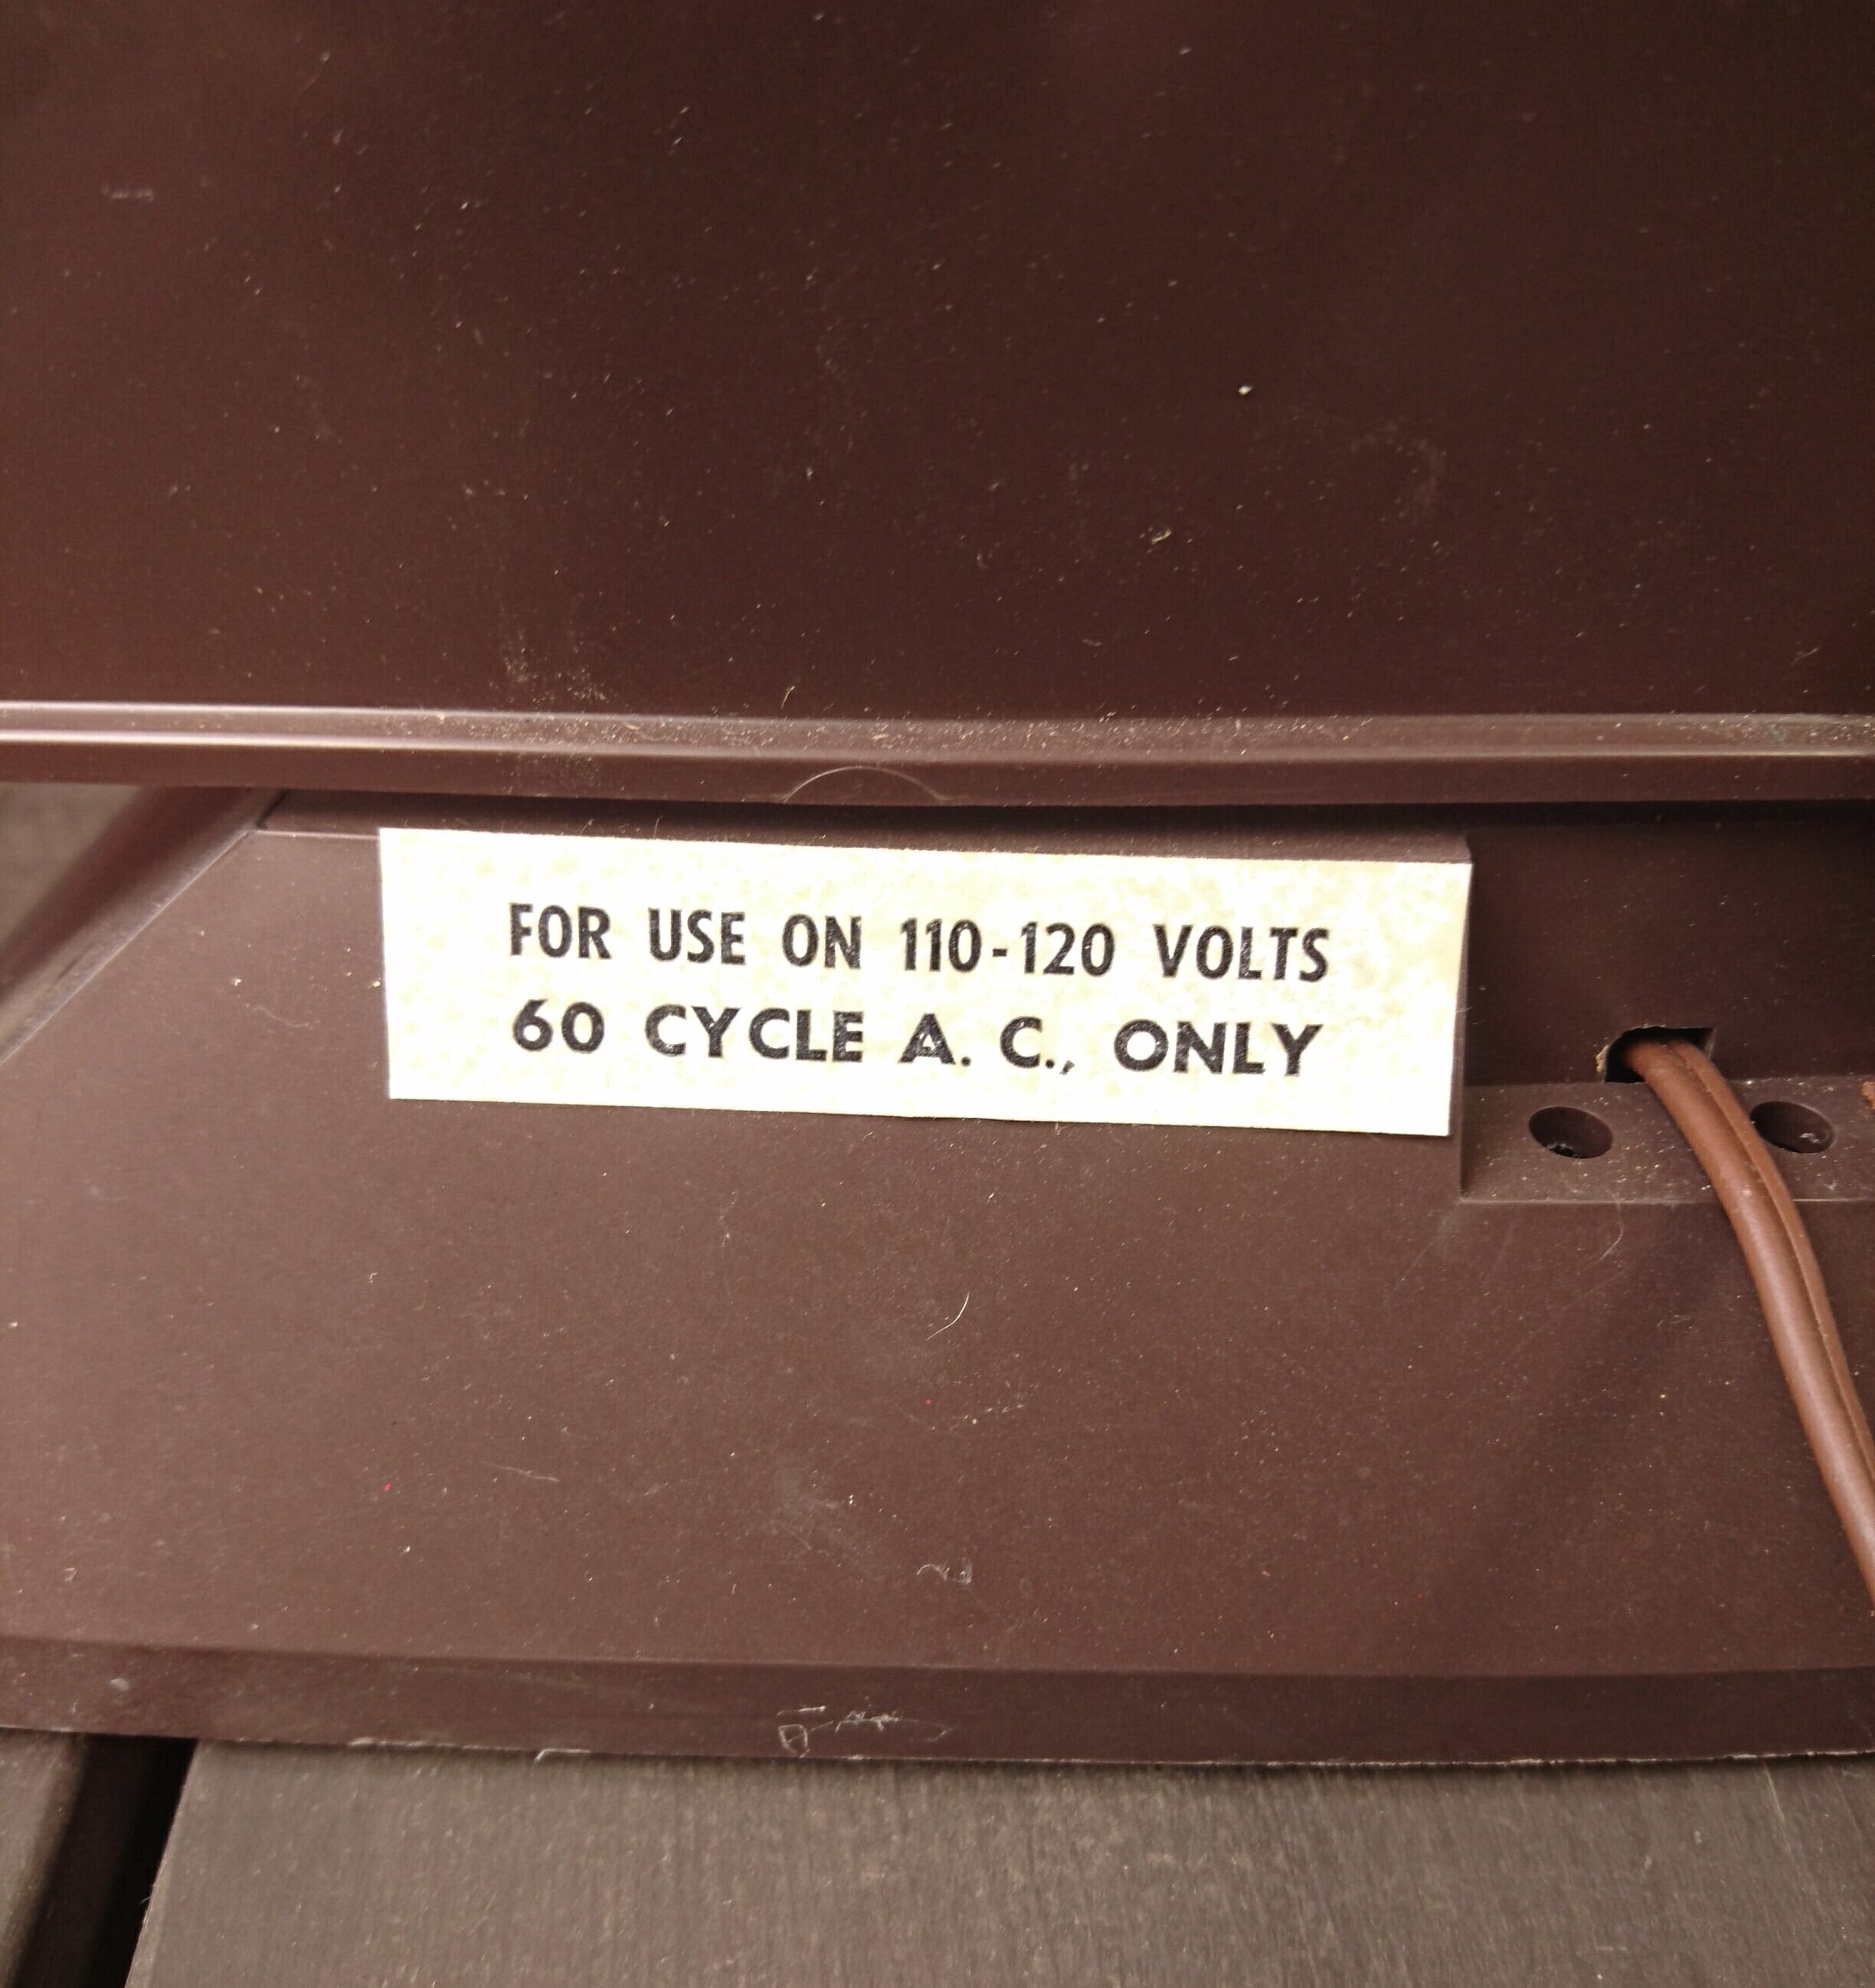 FOR USE ON 110-120 VOLTS
60 CYCLE A. C., ONLY